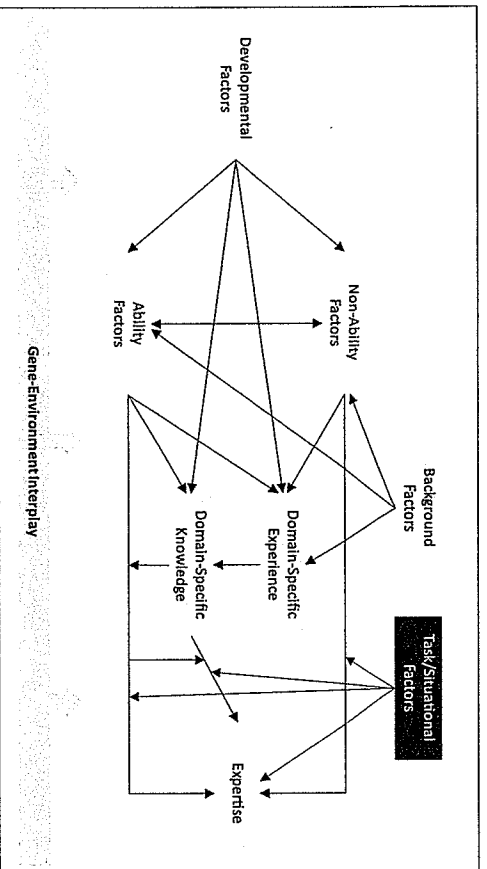 Background
Factors
Task/Situational
Factors
Non-Ability
Factors
Developmental
Factors
Domain-Specific
Experience
Expertise
Domain-Specific
Knowledge
Ability
Factors
Gene-Environment Interplay